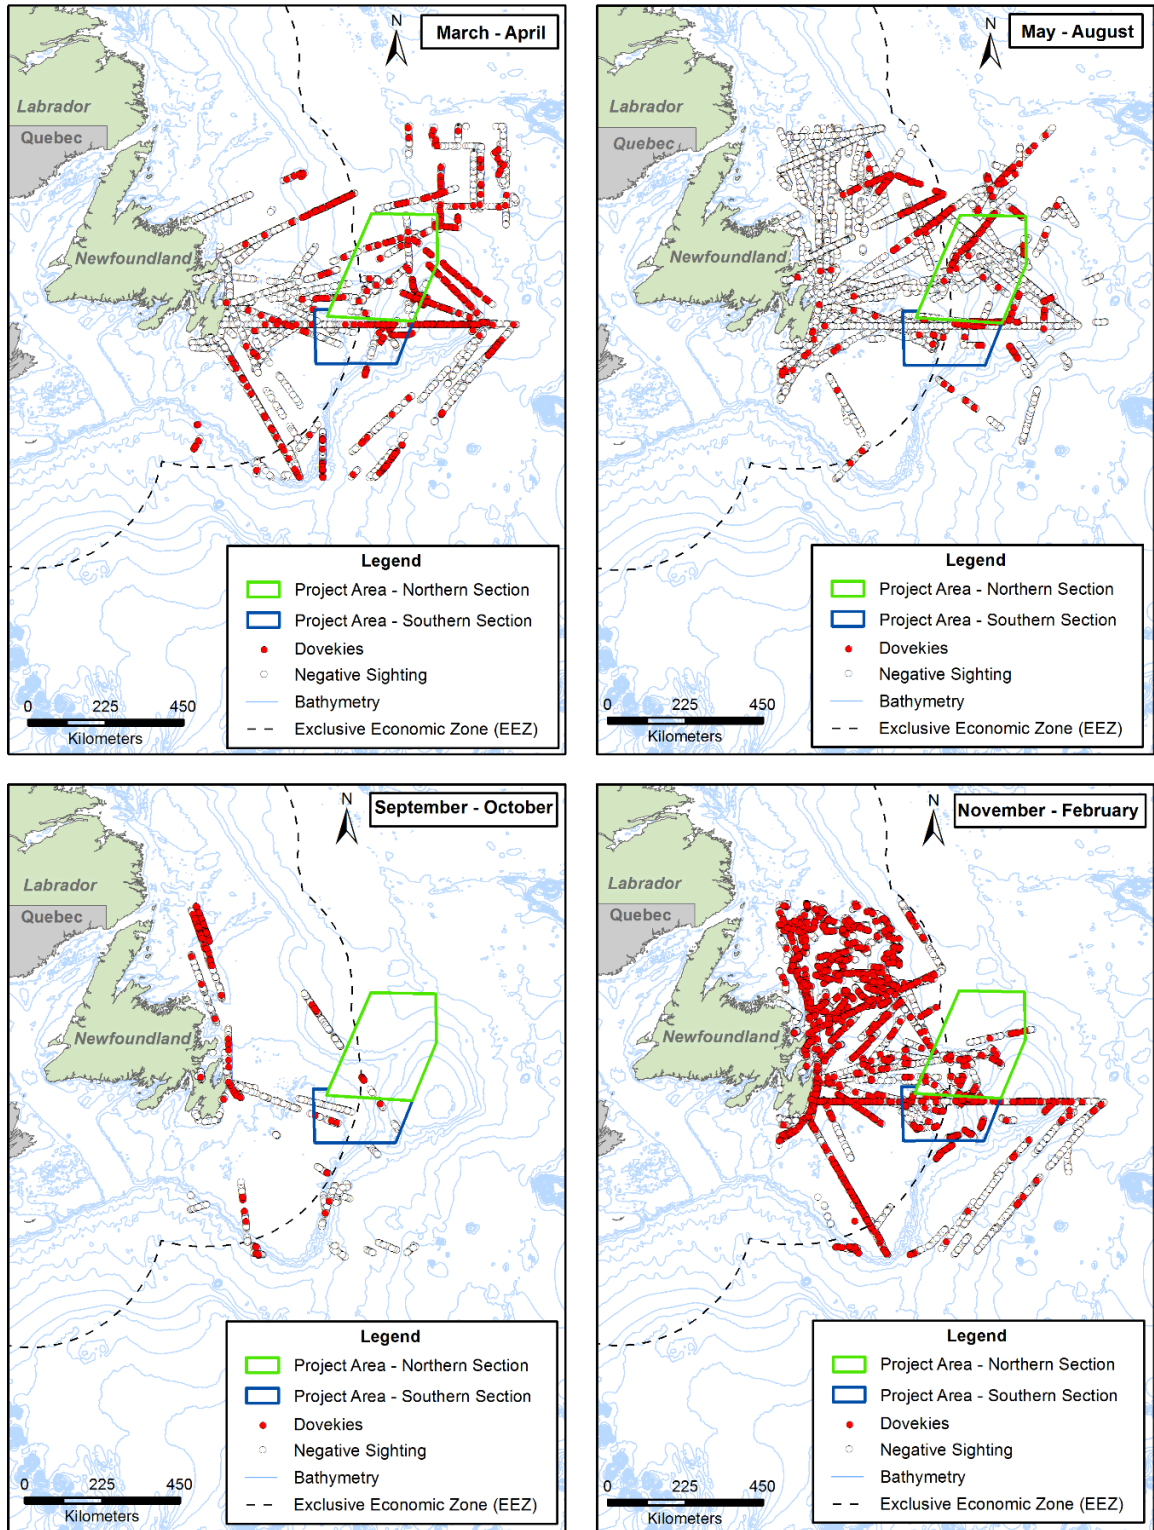 N
March - April
Labrador
Quebec
Newfoundland
Legend
Project Area - Northern Section
Project Area - Southern Section
Dovekies
Negative Sighting
Bathymetry
Exclusive Economic Zone (EEZ)
0 225 450
Kilometers
N
May - August
Labrador
Quebec
Newfoundland
Legend
Project Area - Northern Section
Project Area - Southern Section
Dovekies
Negative Sighting
Bathymetry
Exclusive Economic Zone (EEZ)
0 225 450
Kilometers
N
September - October
Labrador
Quebec
Newfoundland
Legend
Project Area - Northern Section
Project Area - Southern Section
Dovekies
Negative Sighting
Bathymetry
Exclusive Economic Zone (EEZ)
0 225 450
Kilometers
N
November - February
Labrador
Quebec
Newfoundland
Legend
Project Area - Northern Section
Project Area - Southern Section
Dovekies
Negative Sighting
Bathymetry
Exclusive Economic Zone (EEZ)
0 225 450
Kilometers